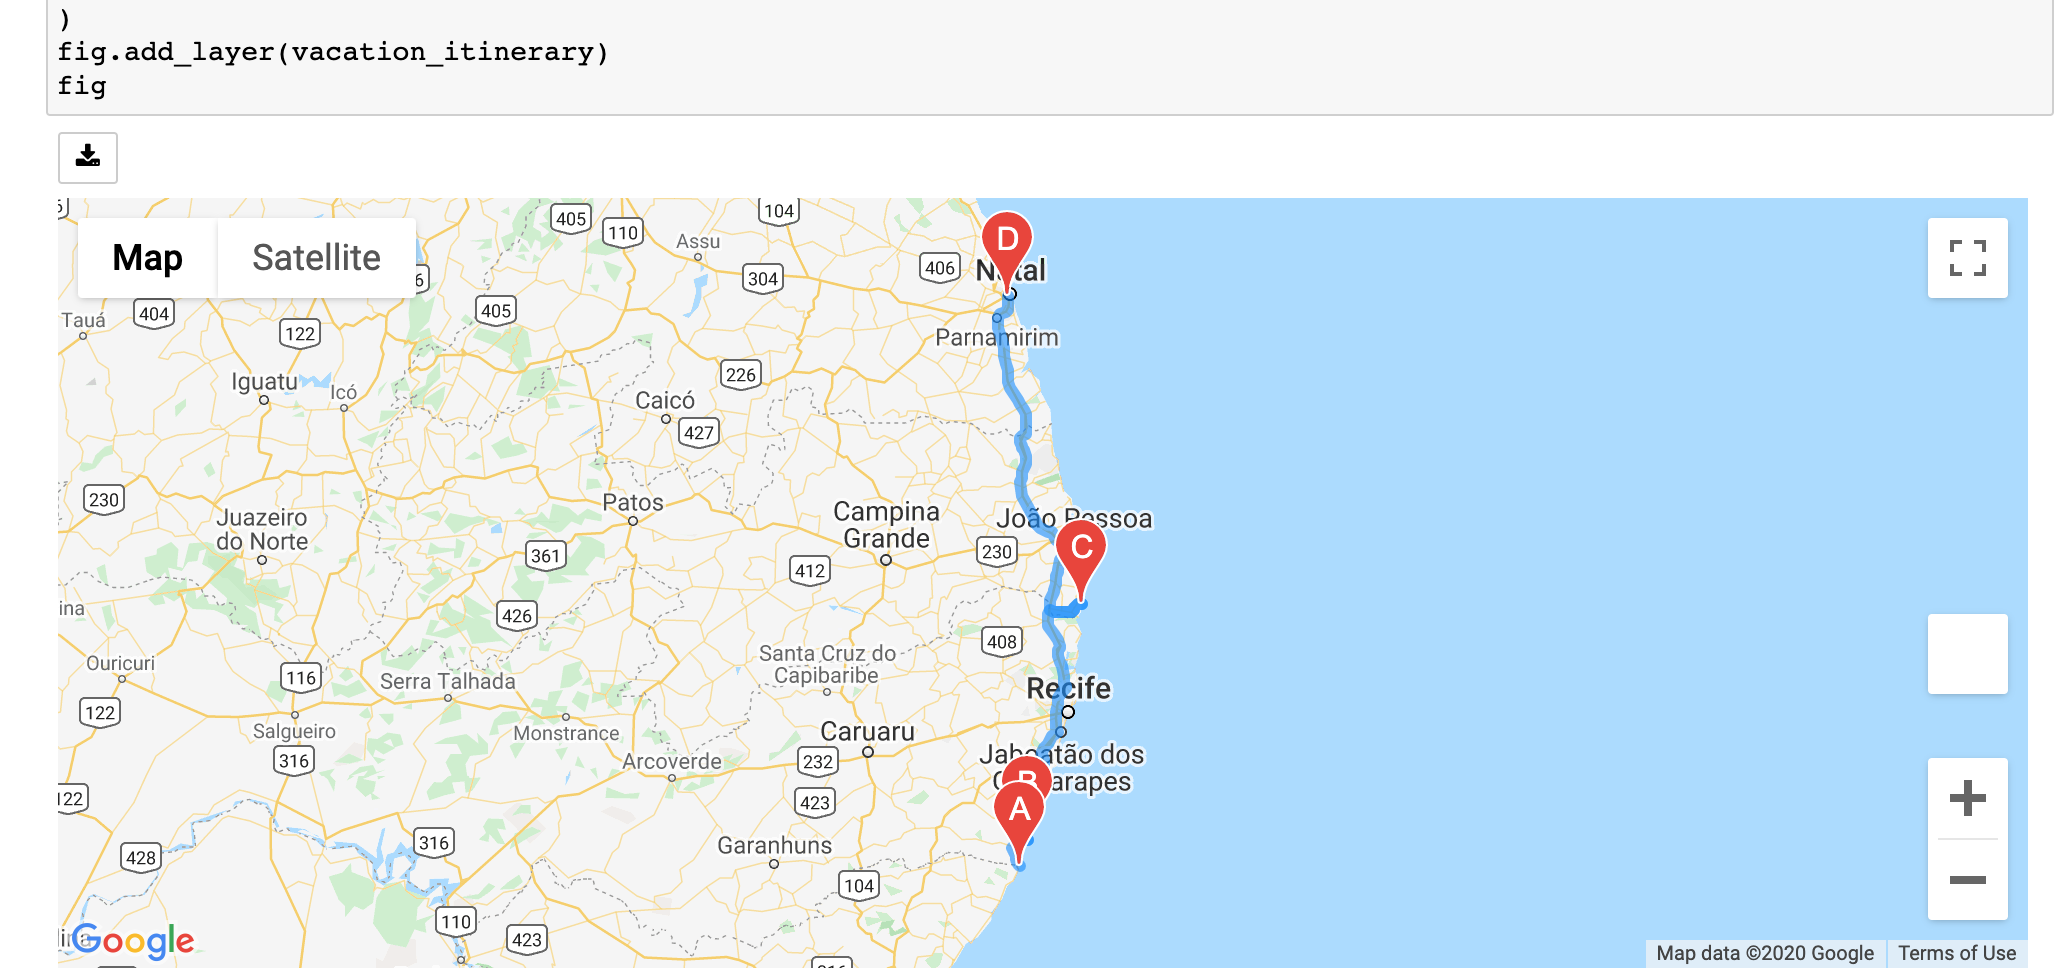 )
fig.add_layer(vacation_itinerary)
fig
Map
Satellite
405
110
104
Assu
406
304
D
Natal
404
Tauá
122
405
Parnamirim
226
Iguatu
Icó
Caicó
427
230
Patos
Campina
Grande
João Pessoa
Juazeiro
do Norte
361
412
230
C
ina
426
408
Santa Cruz do
Capibaribe
Ouricuri
116
Serra Talhada
Recife
122
Salgueiro
Monstrance
Caruaru
316
Arcoverde
232
Jaboatão dos
Guararapes
B
122
423
A
428
316
Garanhuns
104
110
423
Google
Map data ©2020 Google
Terms of Use